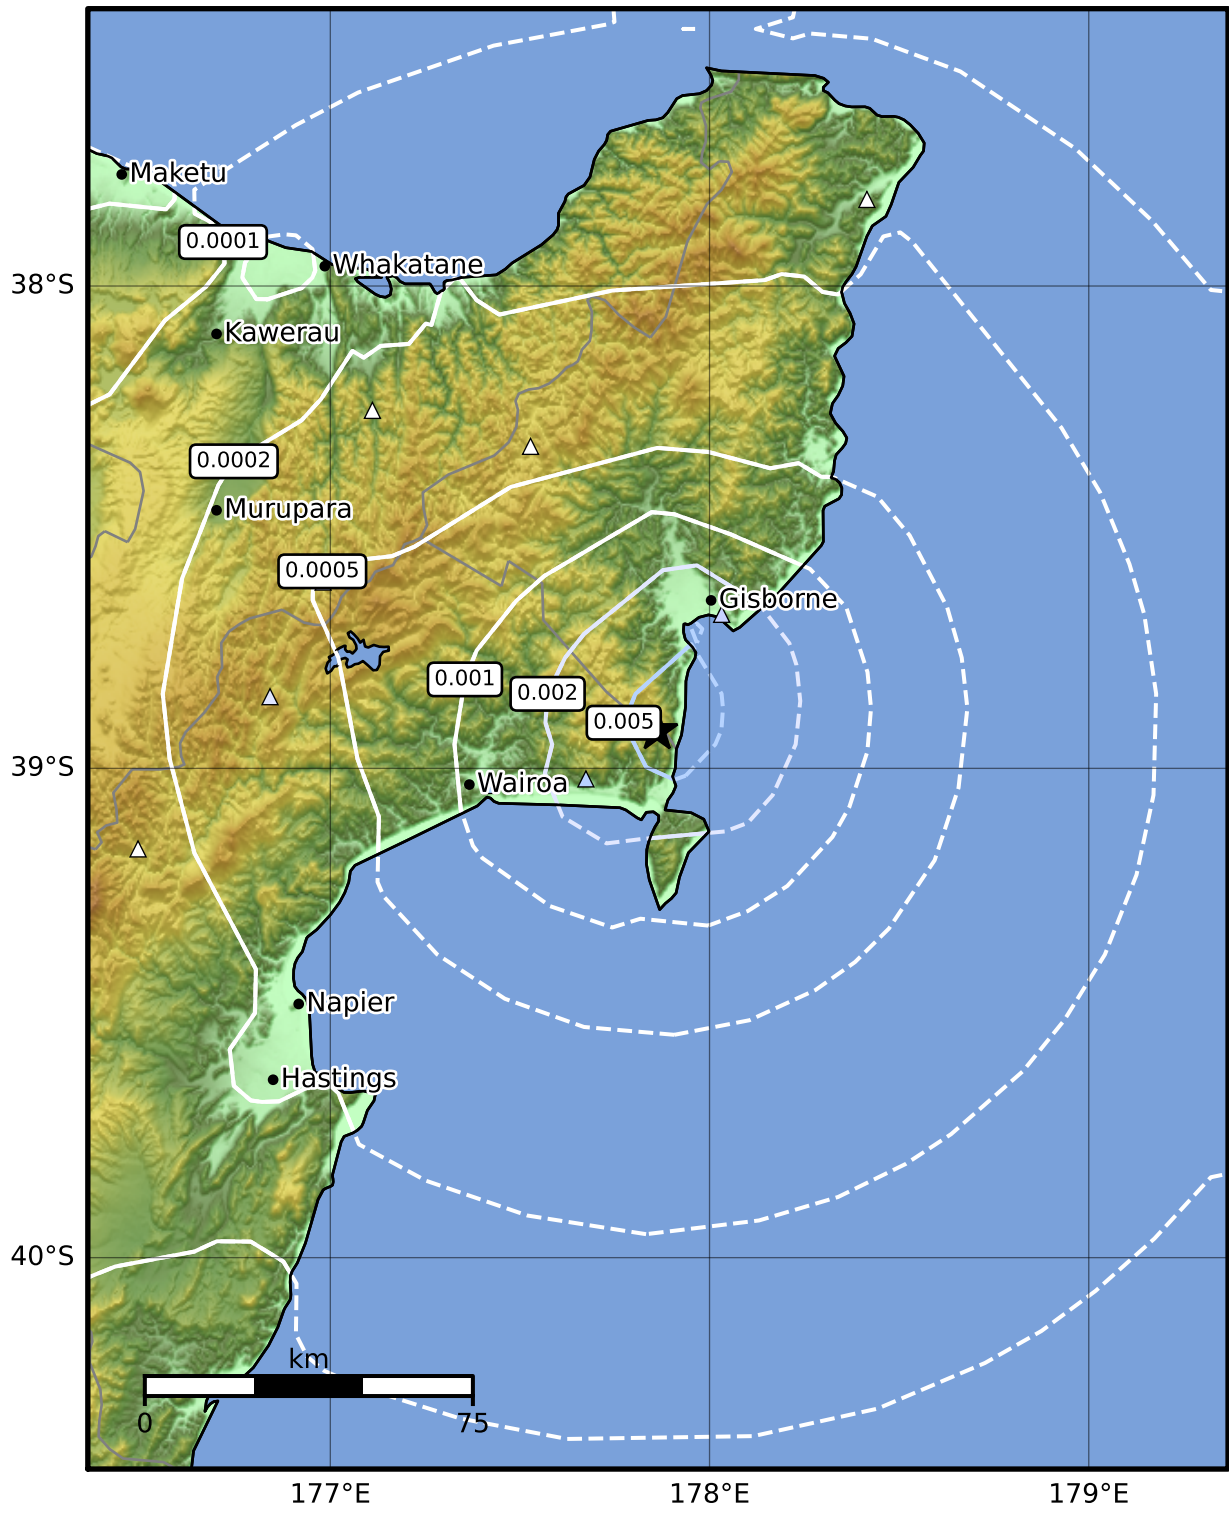 Maketu
0.0001
Whakatane
38°S
Kawerau
0.0002
Murupara
0.0005
Gisborne
0.001
0.002
0.005
39°S
Wairoa
Napier
Hastings
40°S
km
0
75
177°E
178°E
179°E